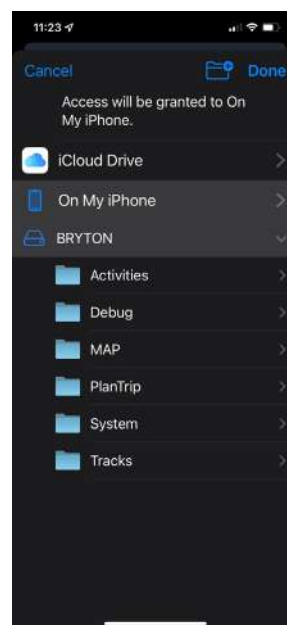 11:23
Cancel
Done
Access will be granted to On
My iPhone.
iCloud Drive
On My iPhone
BRYTON
Activities
Debug
MAP
PlanTrip
System
Tracks